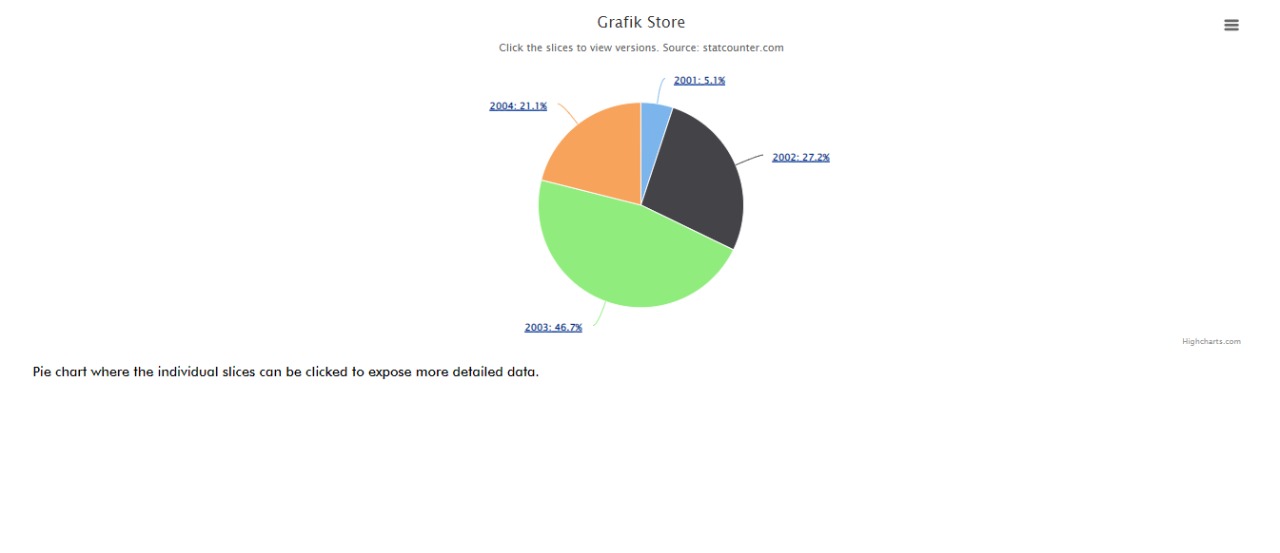 Grafik Store
Click the slices to view versions. Source: statcounter.com
2001: 5.1%
2004: 21.1%
2002: 27.2%
2003: 46.7%
Highcharts.com
Pie chart where the individual slices can be clicked to expose more detailed data.